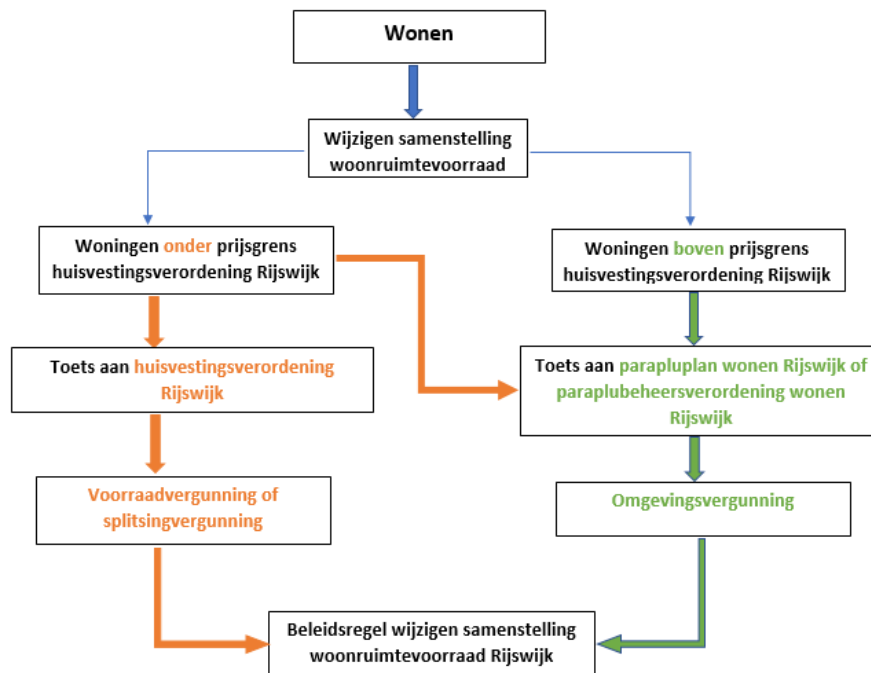 Wonen
Wijzigen samenstelling
woonruimtevoorraad
Woningen onder prijsgrens
huisvestingsverordening Rijswijk
Woningen boven prijsgrens
huisvestingsverordening Rijswijk
Toets aan huisvestingsverordening
Rijswijk
Toets aan parapluplan wonen Rijswijk of
paraplubeheersverordening wonen
Rijswijk
Voorraadvergunning of
splitsingvergunning
Omgevingsvergunning
Beleidsregel wijzigen samenstelling
woonruimtevoorraad Rijswijk